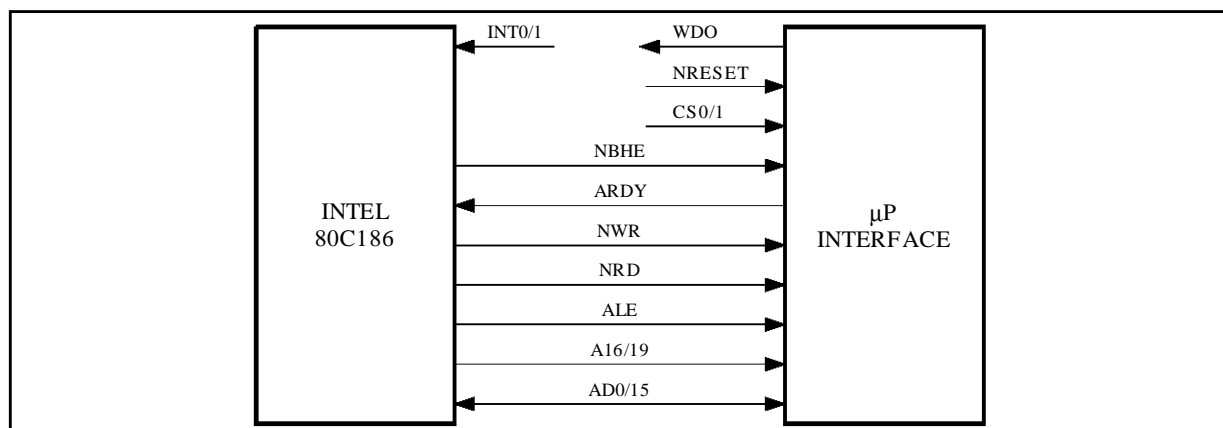 INT0/1
WDO
NRESET
CS0/1
NBHE
ARDY
INTEL
80C186
µP
INTERFACE
NWR
NRD
ALE
A16/19
AD0/15